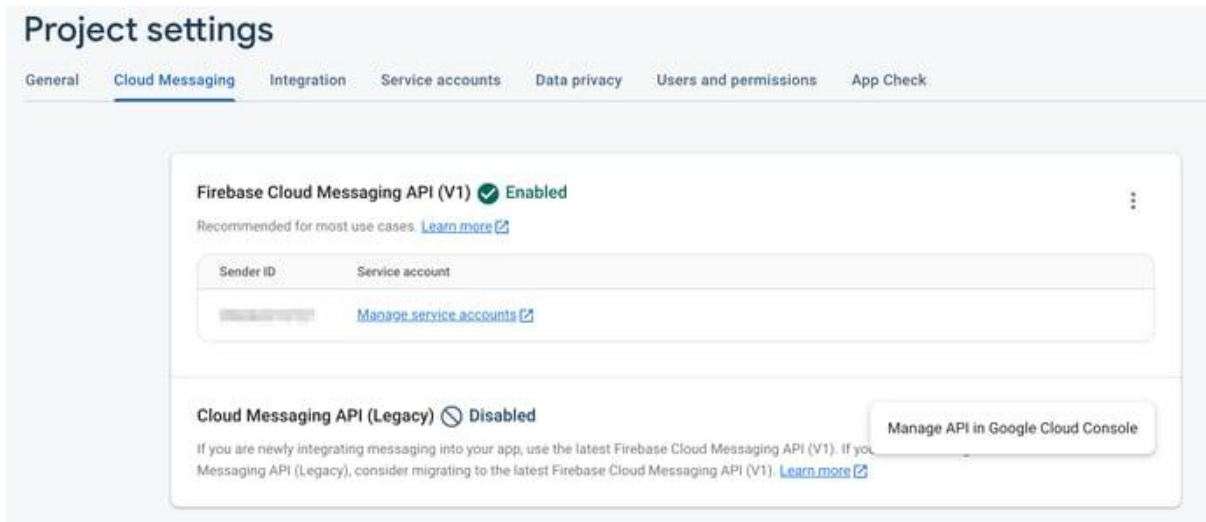 Project settings
General Cloud Messaging Integration Service accounts Data privacy Users and permissions App Check
Firebase Cloud Messaging API (V1) Enabled
Recommended for most use cases. Learn more
Sender ID Service account
Manage service accounts
Cloud Messaging API (Legacy) Disabled
Manage API in Google Cloud Console
If you are newly integrating messaging into your app, use the latest Firebase Cloud Messaging API (V1). If
Messaging API (Legacy), consider migrating to the latest Firebase Cloud Messaging API (V1). Learn more